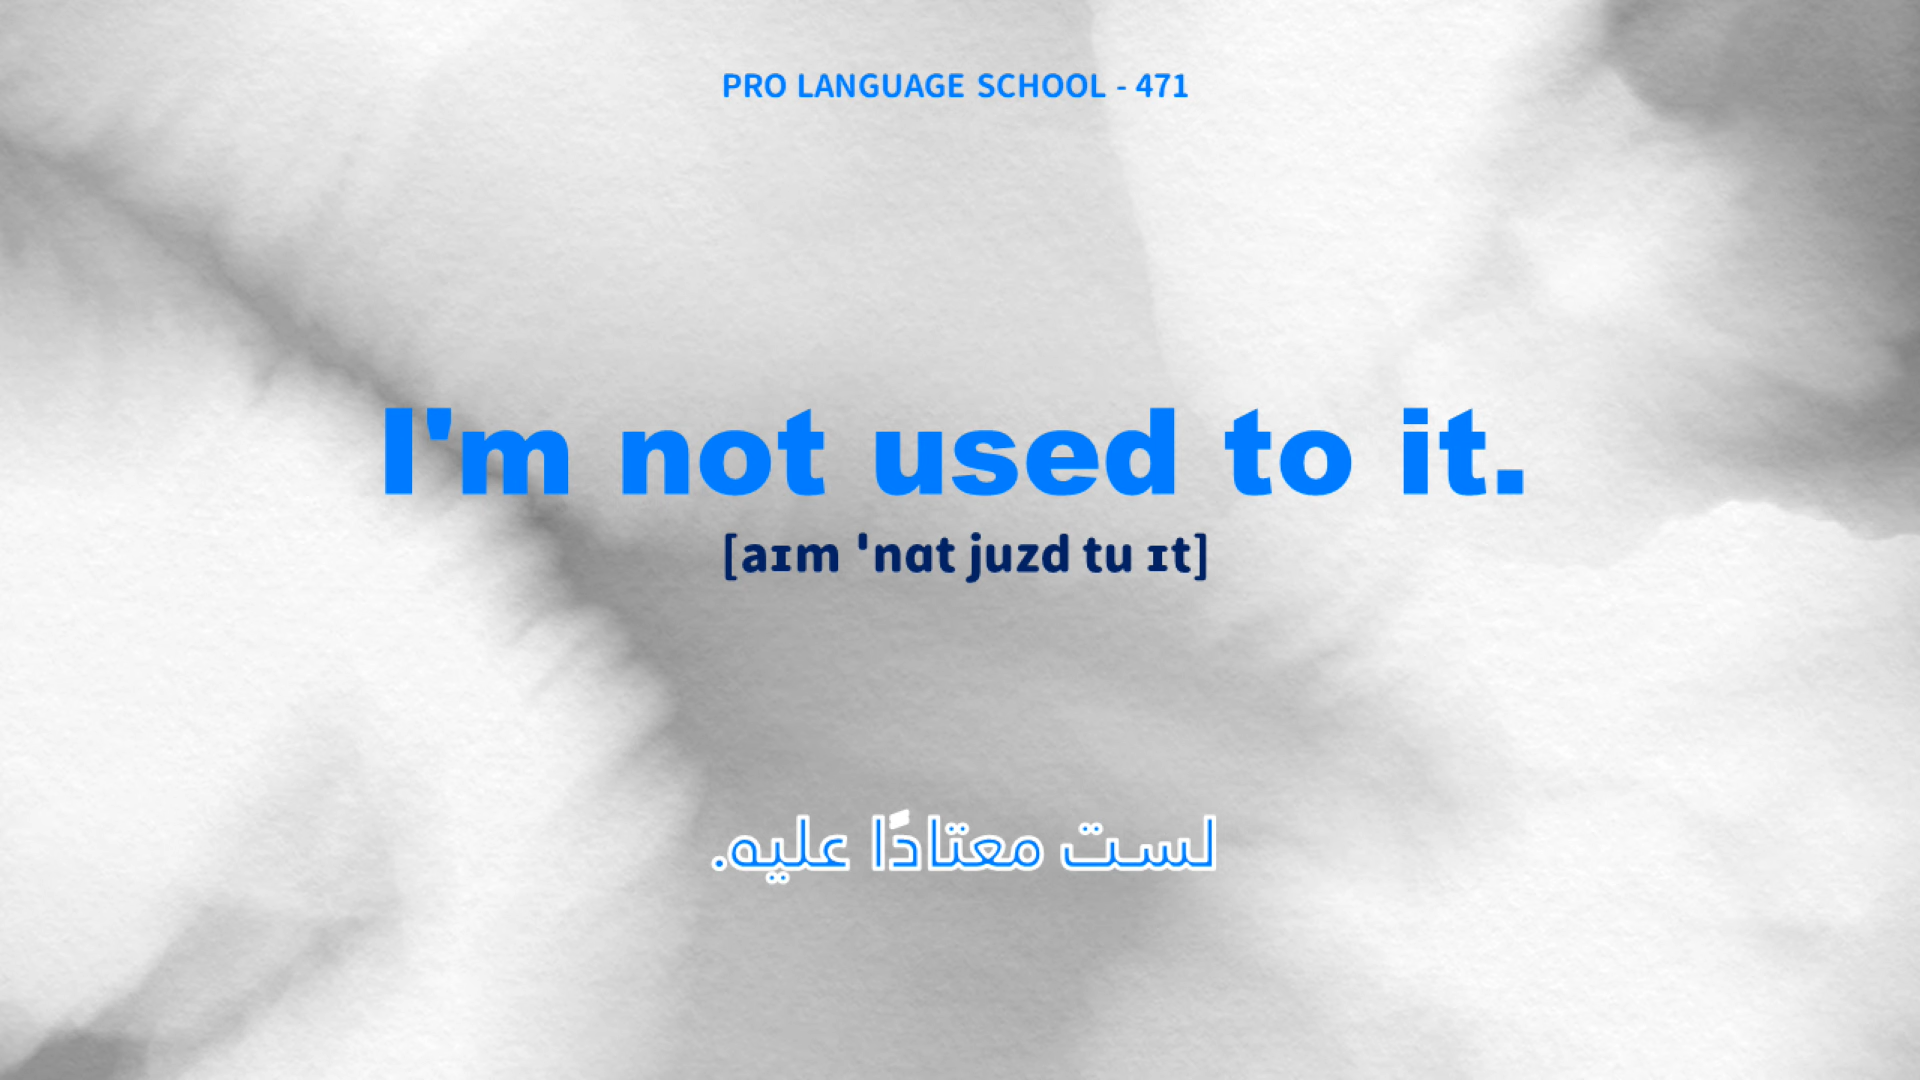 PRO LANGUAGE SCHOOL - 471
I'm not used to it.
[aɪm ˈnɑt juzd tu ɪt]
لست معتادًا عليه.